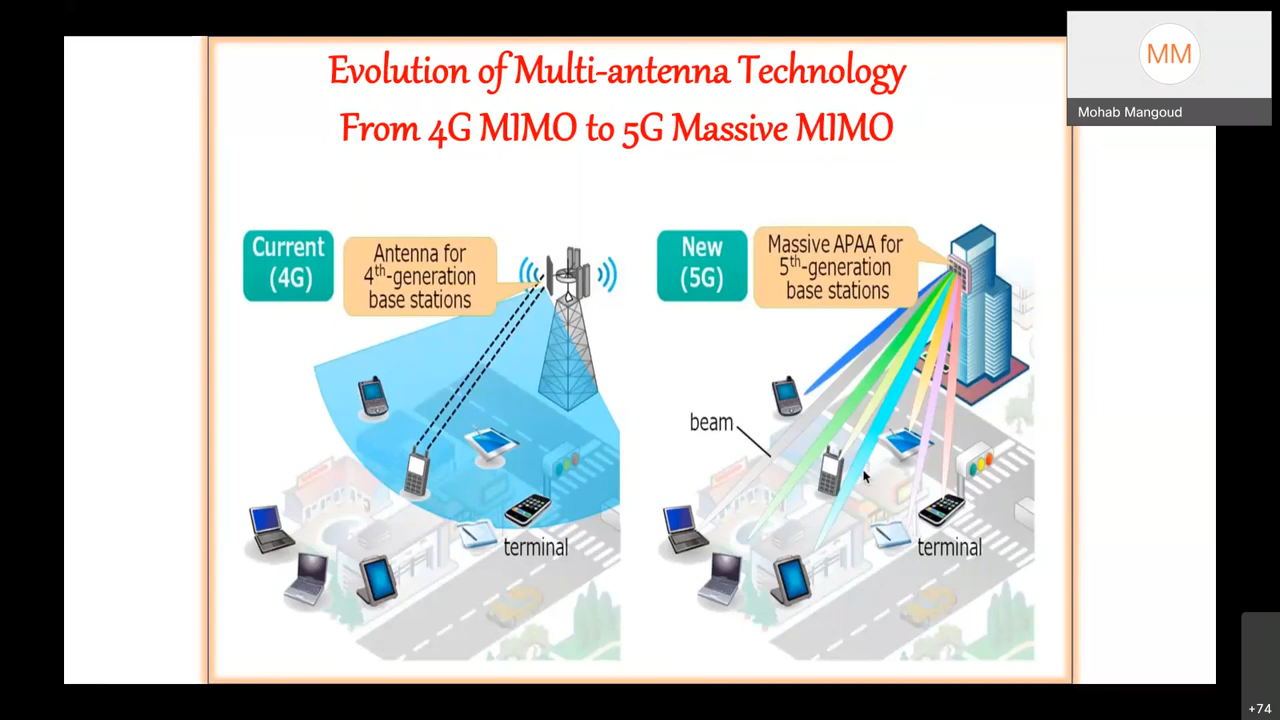 Evolution of Multi-antenna Technology
From 4G MIMO to 5G Massive MIMO
MM
Mohab Mangoud
Current
(4G)
Antenna for
4th-generation
base stations
terminal
New
(5G)
Massive APAA for
5th-generation
base stations
beam
terminal
+74